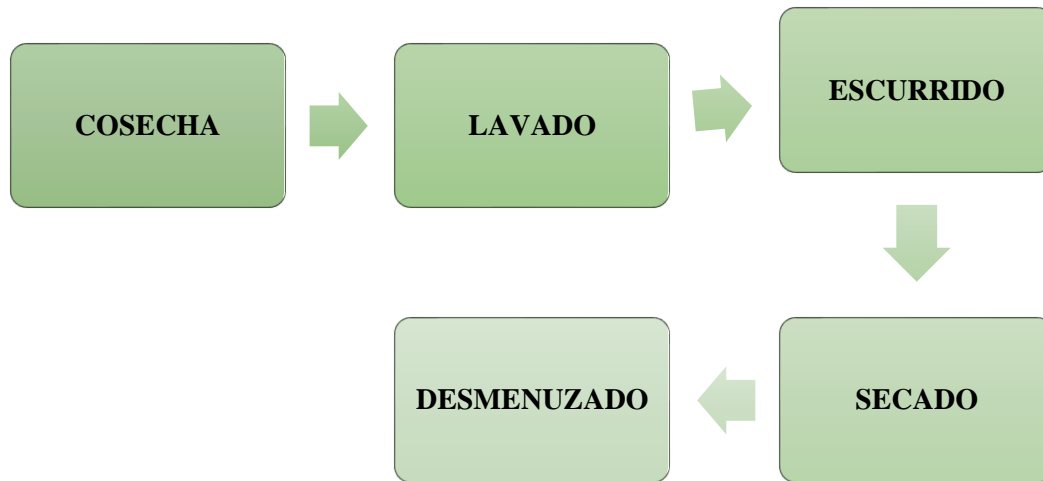 COSECHA
LAVADO
ESCURRIDO
SECADO
DESMENUZADO